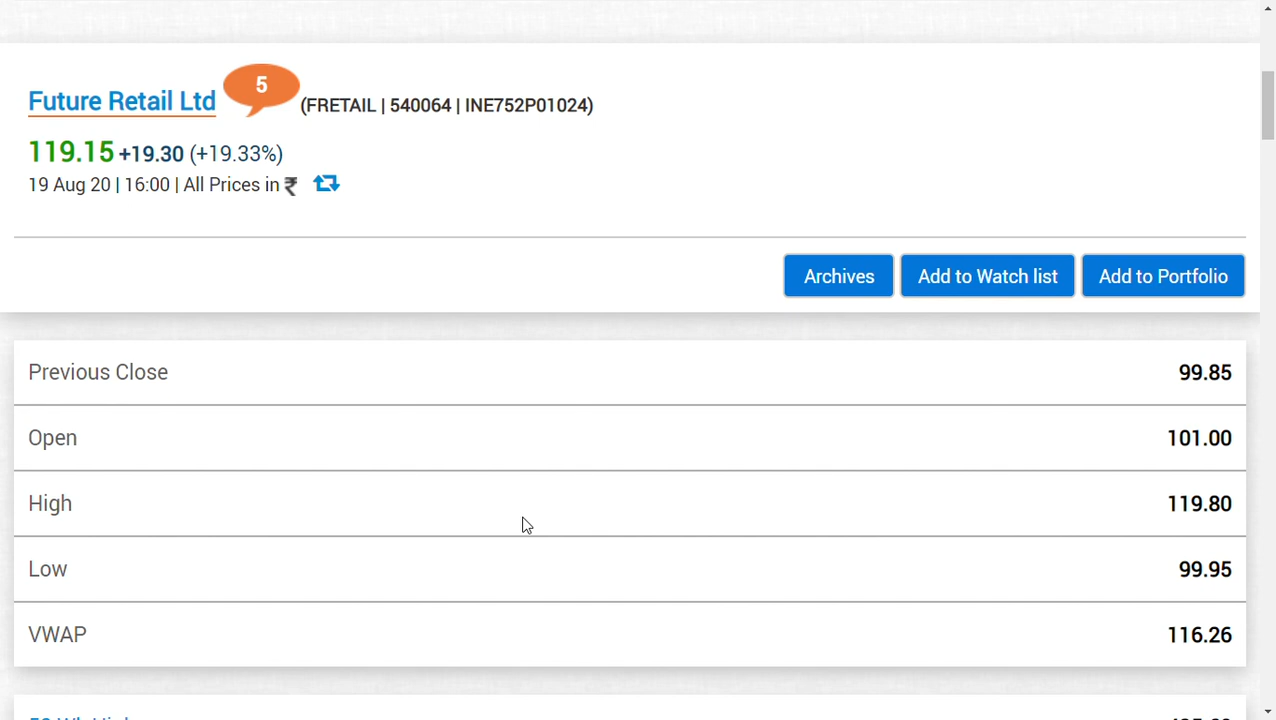 Future Retail Ltd 5 (FRETAIL | 540064 | INE752P01024)
119.15 +19.30 (+19.33%)
19 Aug 20 | 16:00 | All Prices in ₹
Archives Add to Watch list Add to Portfolio
Previous Close 99.85
Open 101.00
High 119.80
Low 99.95
VWAP 116.26